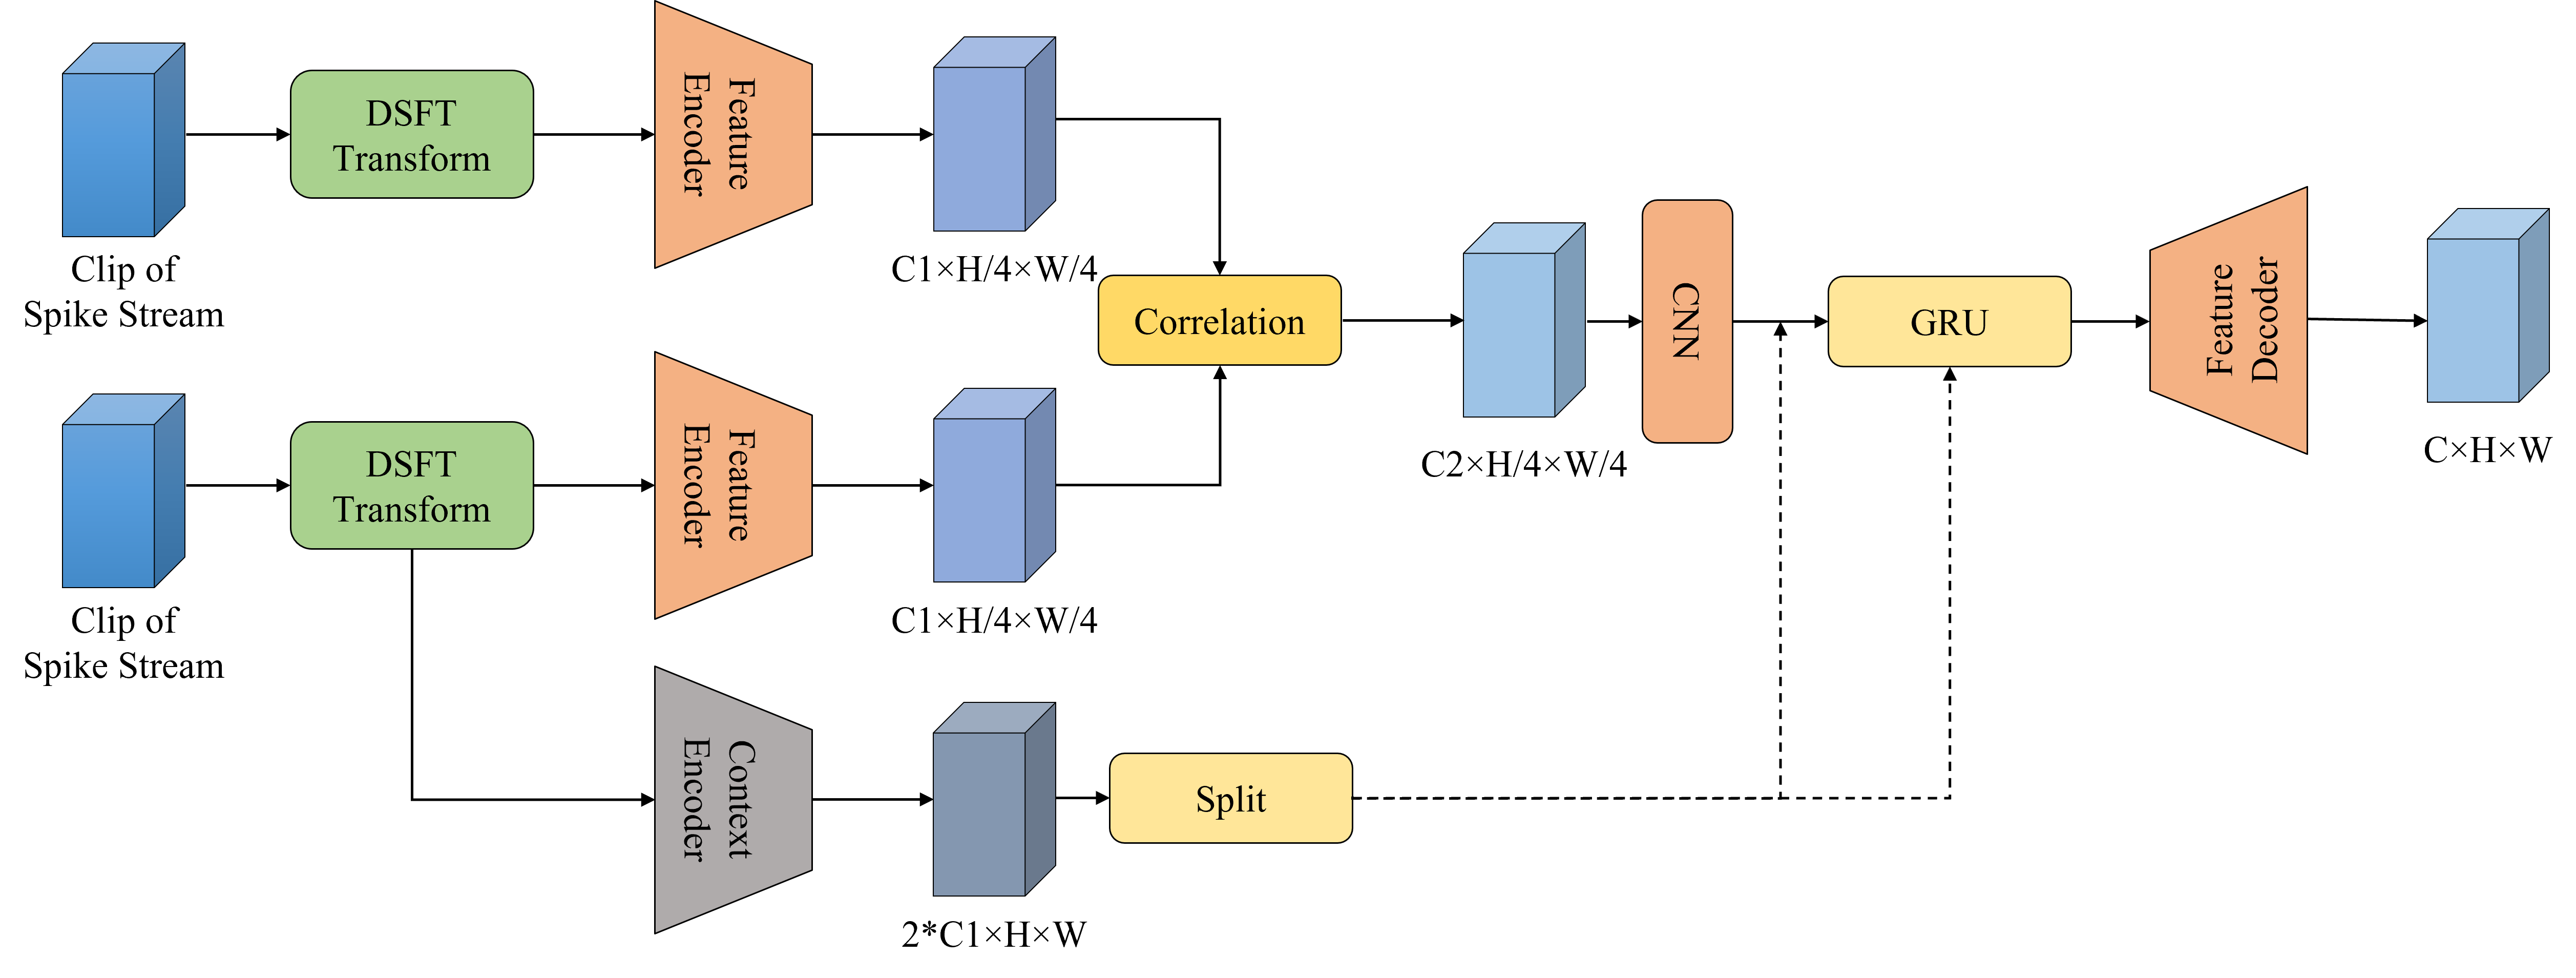 Clip of
Spike Stream
DSFT
Transform
Feature
Encoder
C1×H/4×W/4
Correlation
C2×H/4×W/4
CNN
GRU
Feature
Decoder
C×H×W
Clip of
Spike Stream
DSFT
Transform
Feature
Encoder
C1×H/4×W/4
Context
Encoder
2*C1×H×W
Split